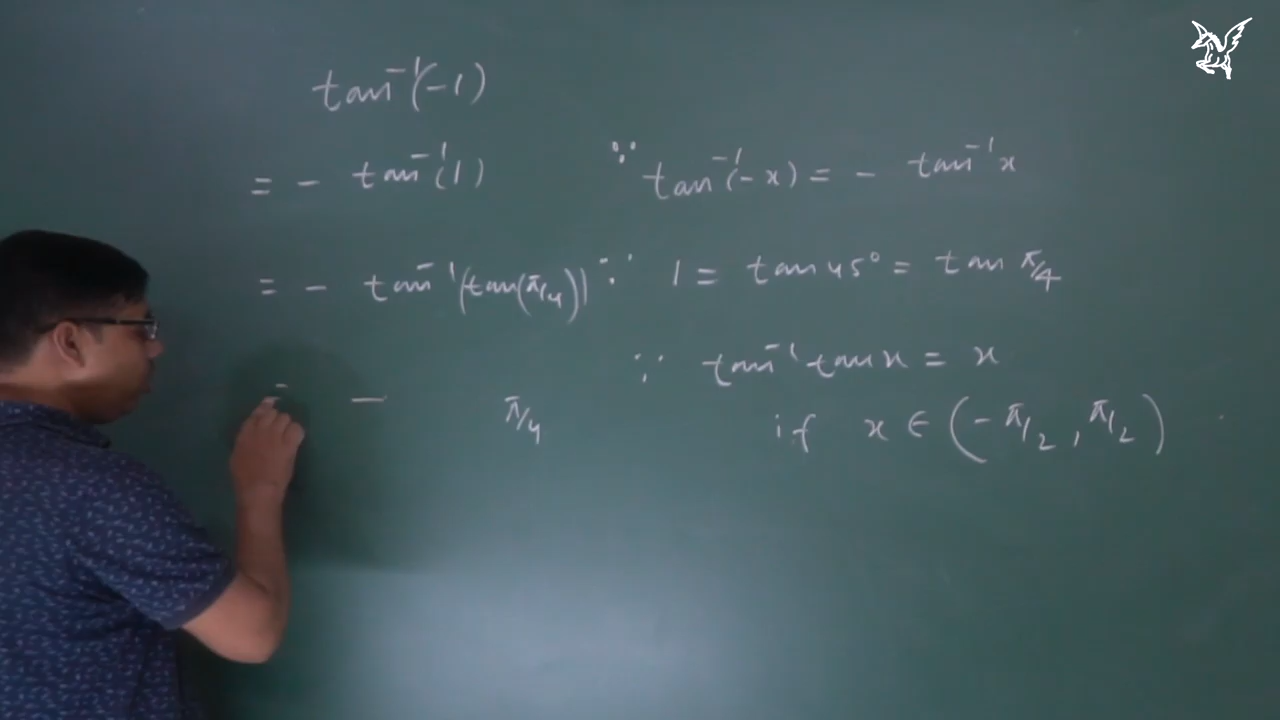 tan⁻¹(-1)
= - tan⁻¹(1) ∵ tan⁻¹(-x) = - tan⁻¹x
= - tan⁻¹(tan(π/4)) ∵ 1 = tan 45° = tan π/4
= - π/4 ∵ tan⁻¹ tan x = x
if x ∈ (-π/2, π/2)